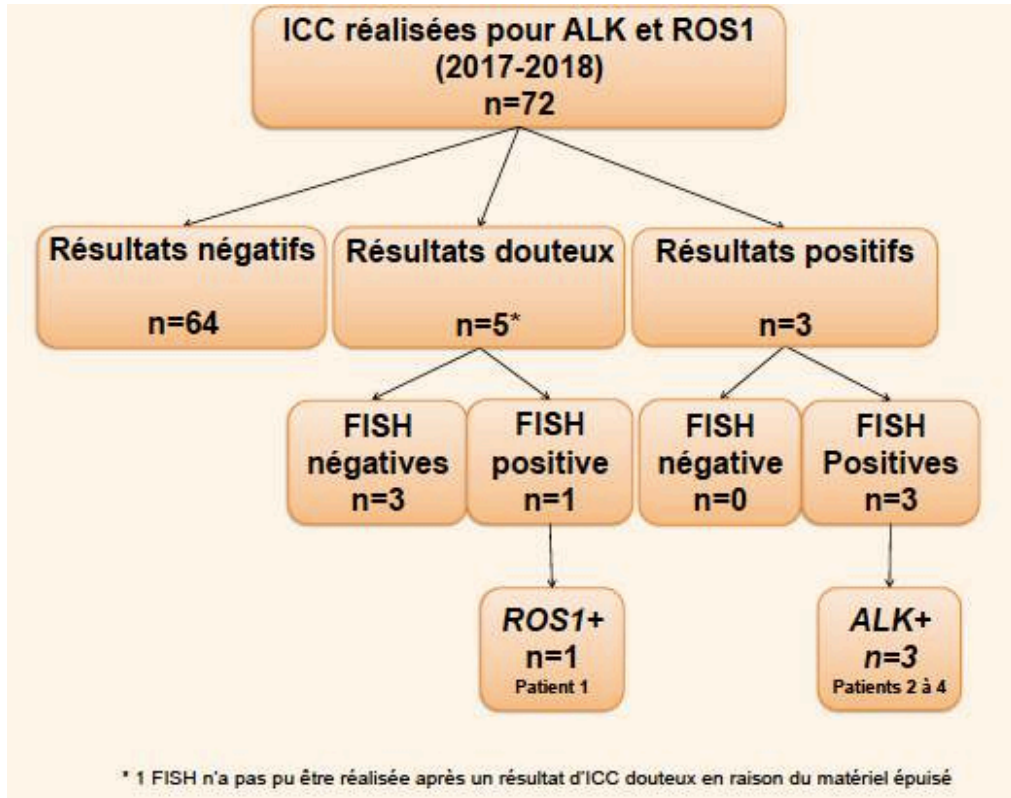 ICC réalisées pour ALK et ROS1
(2017-2018)
n=72
Résultats négatifs
n=64
Résultats douteux
n=5*
Résultats positifs
n=3
FISH
négatives
n=3
FISH
positive
n=1
FISH
négative
n=0
FISH
Positives
n=3
ROS1+
n=1
Patient 1
ALK+
n=3
Patients 2 à 4
* 1 FISH n'a pas pu être réalisée après un résultat d'ICC douteux en raison du matériel épuisé